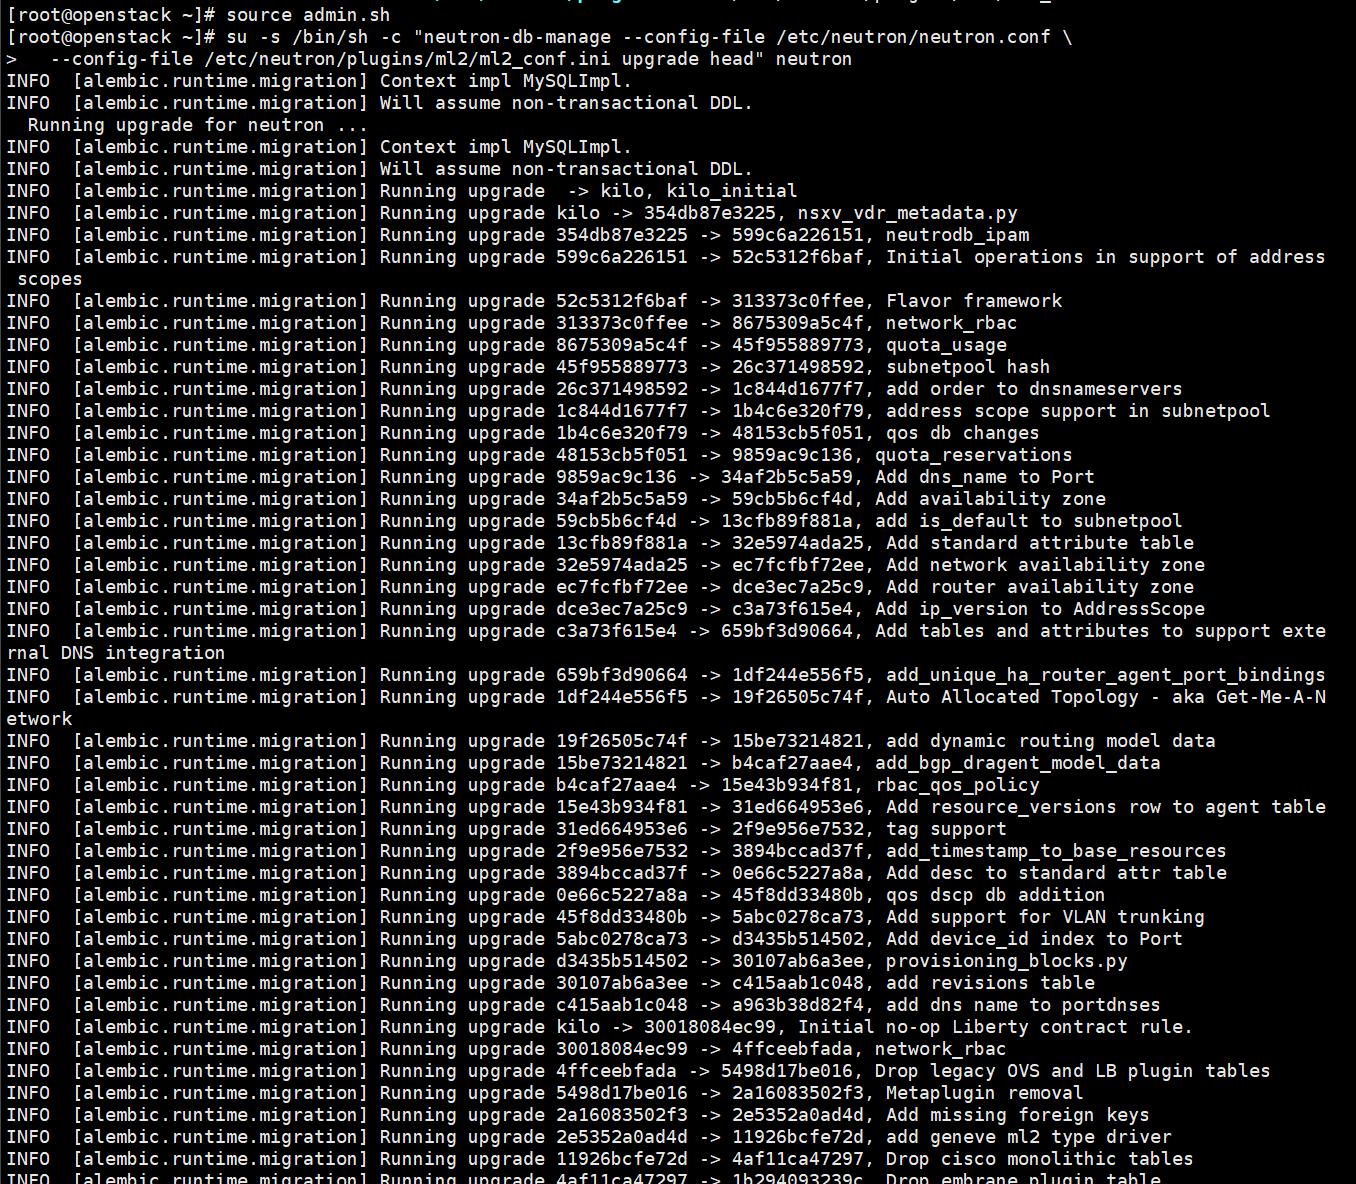 [root@openstack ~]# source admin.sh
[root@openstack ~]# su -s /bin/sh -c "neutron-db-manage --config-file /etc/neutron/neutron.conf \
>   --config-file /etc/neutron/plugins/ml2/ml2_conf.ini upgrade head" neutron
INFO  [alembic.runtime.migration] Context impl MySQLImpl.
INFO  [alembic.runtime.migration] Will assume non-transactional DDL.
  Running upgrade for neutron ...
INFO  [alembic.runtime.migration] Context impl MySQLImpl.
INFO  [alembic.runtime.migration] Will assume non-transactional DDL.
INFO  [alembic.runtime.migration] Running upgrade  -> kilo, kilo_initial
INFO  [alembic.runtime.migration] Running upgrade kilo -> 354db87e3225, nsxv_vdr_metadata.py
INFO  [alembic.runtime.migration] Running upgrade 354db87e3225 -> 599c6a226151, neutrodb_ipam
INFO  [alembic.runtime.migration] Running upgrade 599c6a226151 -> 52c5312f6baf, Initial operations in support of address
 scopes
INFO  [alembic.runtime.migration] Running upgrade 52c5312f6baf -> 313373c0ffee, Flavor framework
INFO  [alembic.runtime.migration] Running upgrade 313373c0ffee -> 8675309a5c4f, network_rbac
INFO  [alembic.runtime.migration] Running upgrade 8675309a5c4f -> 45f955889773, quota_usage
INFO  [alembic.runtime.migration] Running upgrade 45f955889773 -> 26c371498592, subnetpool hash
INFO  [alembic.runtime.migration] Running upgrade 26c371498592 -> 1c844d1677f7, add order to dnsnameservers
INFO  [alembic.runtime.migration] Running upgrade 1c844d1677f7 -> 1b4c6e320f79, address scope support in subnetpool
INFO  [alembic.runtime.migration] Running upgrade 1b4c6e320f79 -> 48153cb5f051, qos db changes
INFO  [alembic.runtime.migration] Running upgrade 48153cb5f051 -> 9859ac9c136, quota_reservations
INFO  [alembic.runtime.migration] Running upgrade 9859ac9c136 -> 34af2b5c5a59, Add dns_name to Port
INFO  [alembic.runtime.migration] Running upgrade 34af2b5c5a59 -> 59cb5b6cf4d, Add availability zone
INFO  [alembic.runtime.migration] Running upgrade 59cb5b6cf4d -> 13cfb89f881a, add is_default to subnetpool
INFO  [alembic.runtime.migration] Running upgrade 13cfb89f881a -> 32e5974ada25, Add standard attribute table
INFO  [alembic.runtime.migration] Running upgrade 32e5974ada25 -> ec7fcfbf72ee, Add network availability zone
INFO  [alembic.runtime.migration] Running upgrade ec7fcfbf72ee -> dce3ec7a25c9, Add router availability zone
INFO  [alembic.runtime.migration] Running upgrade dce3ec7a25c9 -> c3a73f615e4, Add ip_version to AddressScope
INFO  [alembic.runtime.migration] Running upgrade c3a73f615e4 -> 659bf3d90664, Add tables and attributes to support exte
rnal DNS integration
INFO  [alembic.runtime.migration] Running upgrade 659bf3d90664 -> 1df244e556f5, add_unique_ha_router_agent_port_bindings
INFO  [alembic.runtime.migration] Running upgrade 1df244e556f5 -> 19f26505c74f, Auto Allocated Topology - aka Get-Me-A-N
etwork
INFO  [alembic.runtime.migration] Running upgrade 19f26505c74f -> 15be73214821, add dynamic routing model data
INFO  [alembic.runtime.migration] Running upgrade 15be73214821 -> b4caf27aae4, add_bgp_dragent_model_data
INFO  [alembic.runtime.migration] Running upgrade b4caf27aae4 -> 15e43b934f81, rbac_qos_policy
INFO  [alembic.runtime.migration] Running upgrade 15e43b934f81 -> 31ed664953e6, Add resource_versions row to agent table
INFO  [alembic.runtime.migration] Running upgrade 31ed664953e6 -> 2f9e956e7532, tag support
INFO  [alembic.runtime.migration] Running upgrade 2f9e956e7532 -> 3894bccad37f, add_timestamp_to_base_resources
INFO  [alembic.runtime.migration] Running upgrade 3894bccad37f -> 0e66c5227a8a, Add desc to standard attr table
INFO  [alembic.runtime.migration] Running upgrade 0e66c5227a8a -> 45f8dd33480b, qos dscp db addition
INFO  [alembic.runtime.migration] Running upgrade 45f8dd33480b -> 5abc0278ca73, Add support for VLAN trunking
INFO  [alembic.runtime.migration] Running upgrade 5abc0278ca73 -> d3435b514502, Add device_id index to Port
INFO  [alembic.runtime.migration] Running upgrade d3435b514502 -> 30107ab6a3ee, provisioning_blocks.py
INFO  [alembic.runtime.migration] Running upgrade 30107ab6a3ee -> c415aab1c048, add revisions table
INFO  [alembic.runtime.migration] Running upgrade c415aab1c048 -> a963b38d82f4, add dns name to portdnses
INFO  [alembic.runtime.migration] Running upgrade kilo -> 30018084ec99, Initial no-op Liberty contract rule.
INFO  [alembic.runtime.migration] Running upgrade 30018084ec99 -> 4ffceebfada, network_rbac
INFO  [alembic.runtime.migration] Running upgrade 4ffceebfada -> 5498d17be016, Drop legacy OVS and LB plugin tables
INFO  [alembic.runtime.migration] Running upgrade 5498d17be016 -> 2a16083502f3, Metaplugin removal
INFO  [alembic.runtime.migration] Running upgrade 2a16083502f3 -> 2e5352a0ad4d, Add missing foreign keys
INFO  [alembic.runtime.migration] Running upgrade 2e5352a0ad4d -> 11926bcfe72d, add geneve ml2 type driver
INFO  [alembic.runtime.migration] Running upgrade 11926bcfe72d -> 4af11ca47297, Drop cisco monolithic tables
INFO  [alembic.runtime.migration] Running upgrade 4af11ca47297 -> 1b294093239c, Drop embrane plugin table